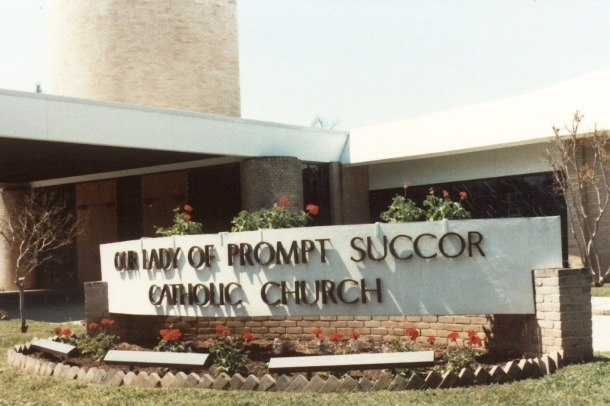 OUR LADY OF PROMPT SUCCOR
CATHOLIC CHURCH